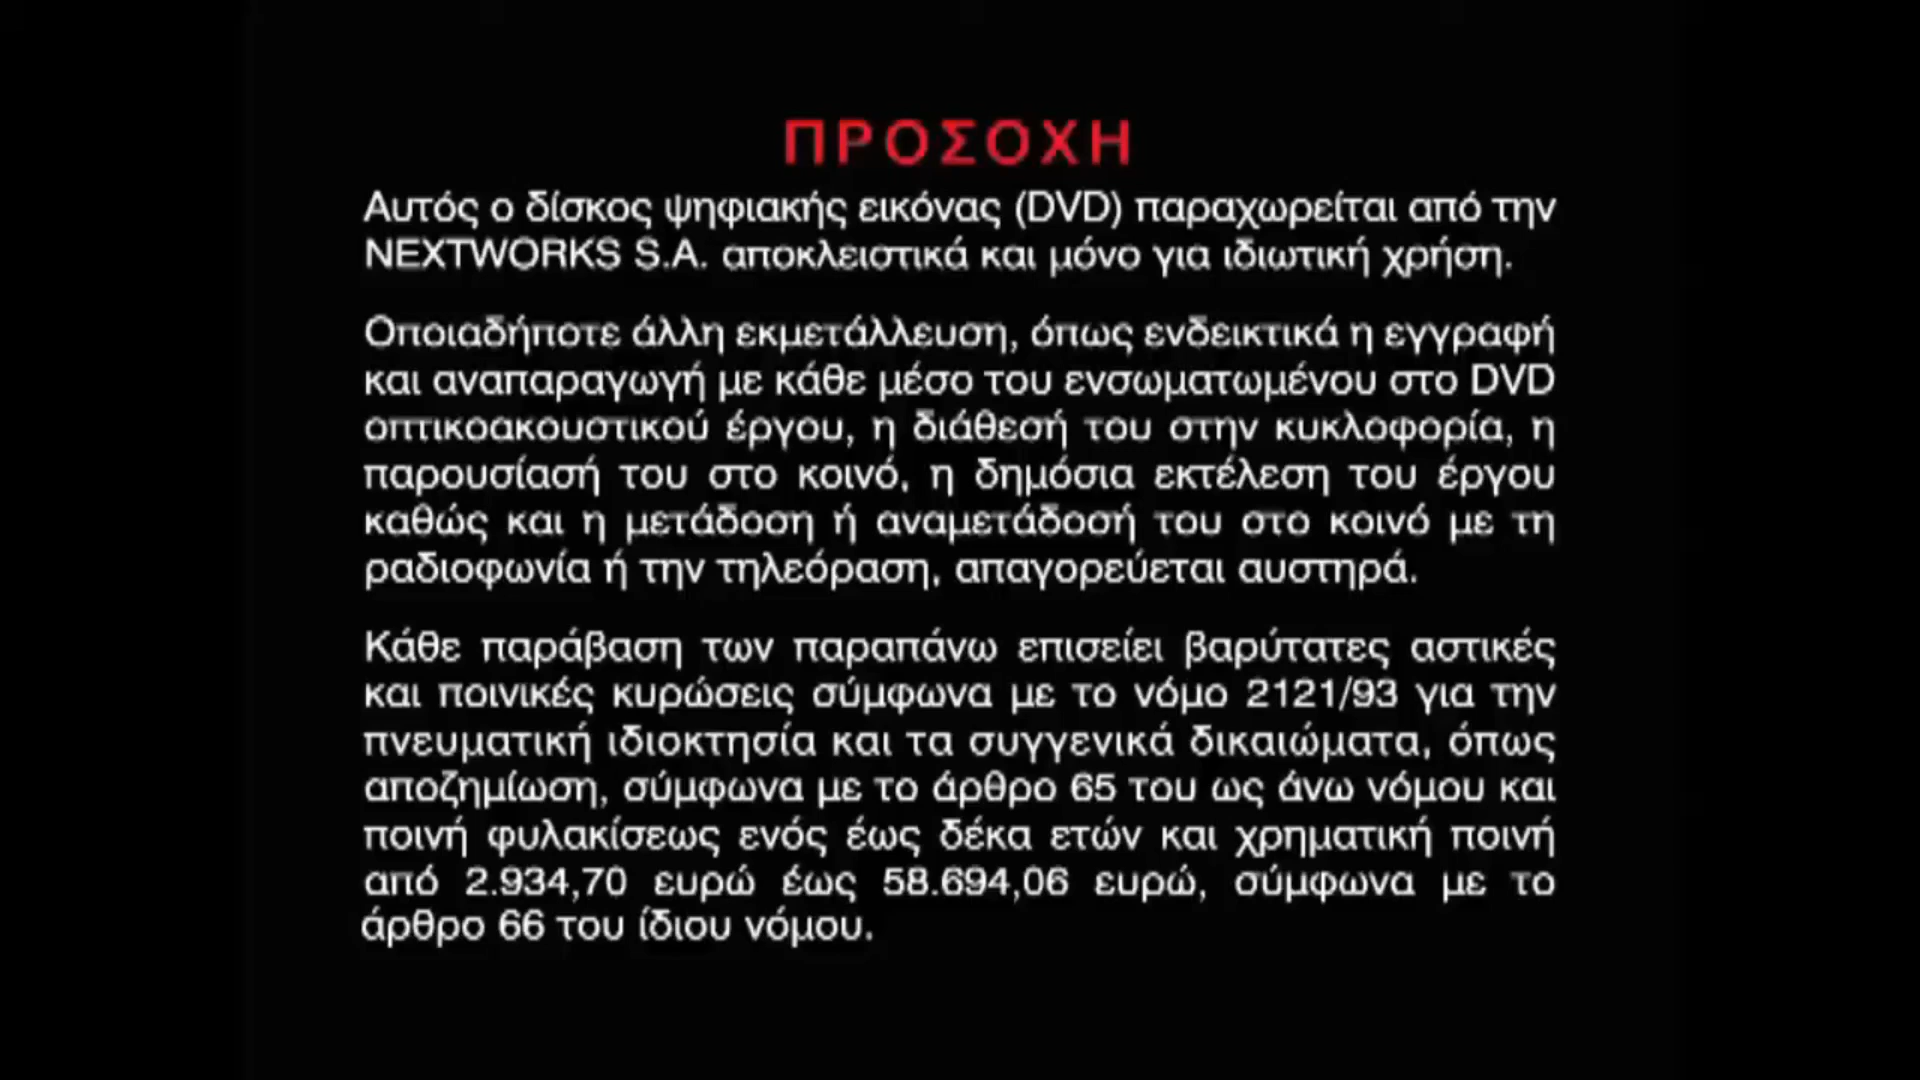 ΠΡΟΣΟΧΗ
Αυτός ο δίσκος ψηφιακής εικόνας (DVD) παραχωρείται από την
NEXTWORKS S.A. αποκλειστικά και μόνο για ιδιωτική χρήση.
Οποιαδήποτε άλλη εκμετάλλευση, όπως ενδεικτικά η εγγραφή
και αναπαραγωγή με κάθε μέσο του ενσωματωμένου στο DVD
οπτικοακουστικού έργου, η διάθεσή του στην κυκλοφορία, η
παρουσίασή του στο κοινό, η δημόσια εκτέλεση του έργου
καθώς και η μετάδοση ή αναμετάδοσή του στο κοινό με τη
ραδιοφωνία ή την τηλεόραση, απαγορεύεται αυστηρά.
Κάθε παράβαση των παραπάνω επισείει βαρύτατες αστικές
και ποινικές κυρώσεις σύμφωνα με το νόμο 2121/93 για την
πνευματική ιδιοκτησία και τα συγγενικά δικαιώματα, όπως
αποζημίωση, σύμφωνα με το άρθρο 65 του ως άνω νόμου και
ποινή φυλακίσεως ενός έως δέκα ετών και χρηματική ποινή
από 2.934,70 ευρώ έως 58.694,06 ευρώ, σύμφωνα με το
άρθρο 66 του ίδιου νόμου.